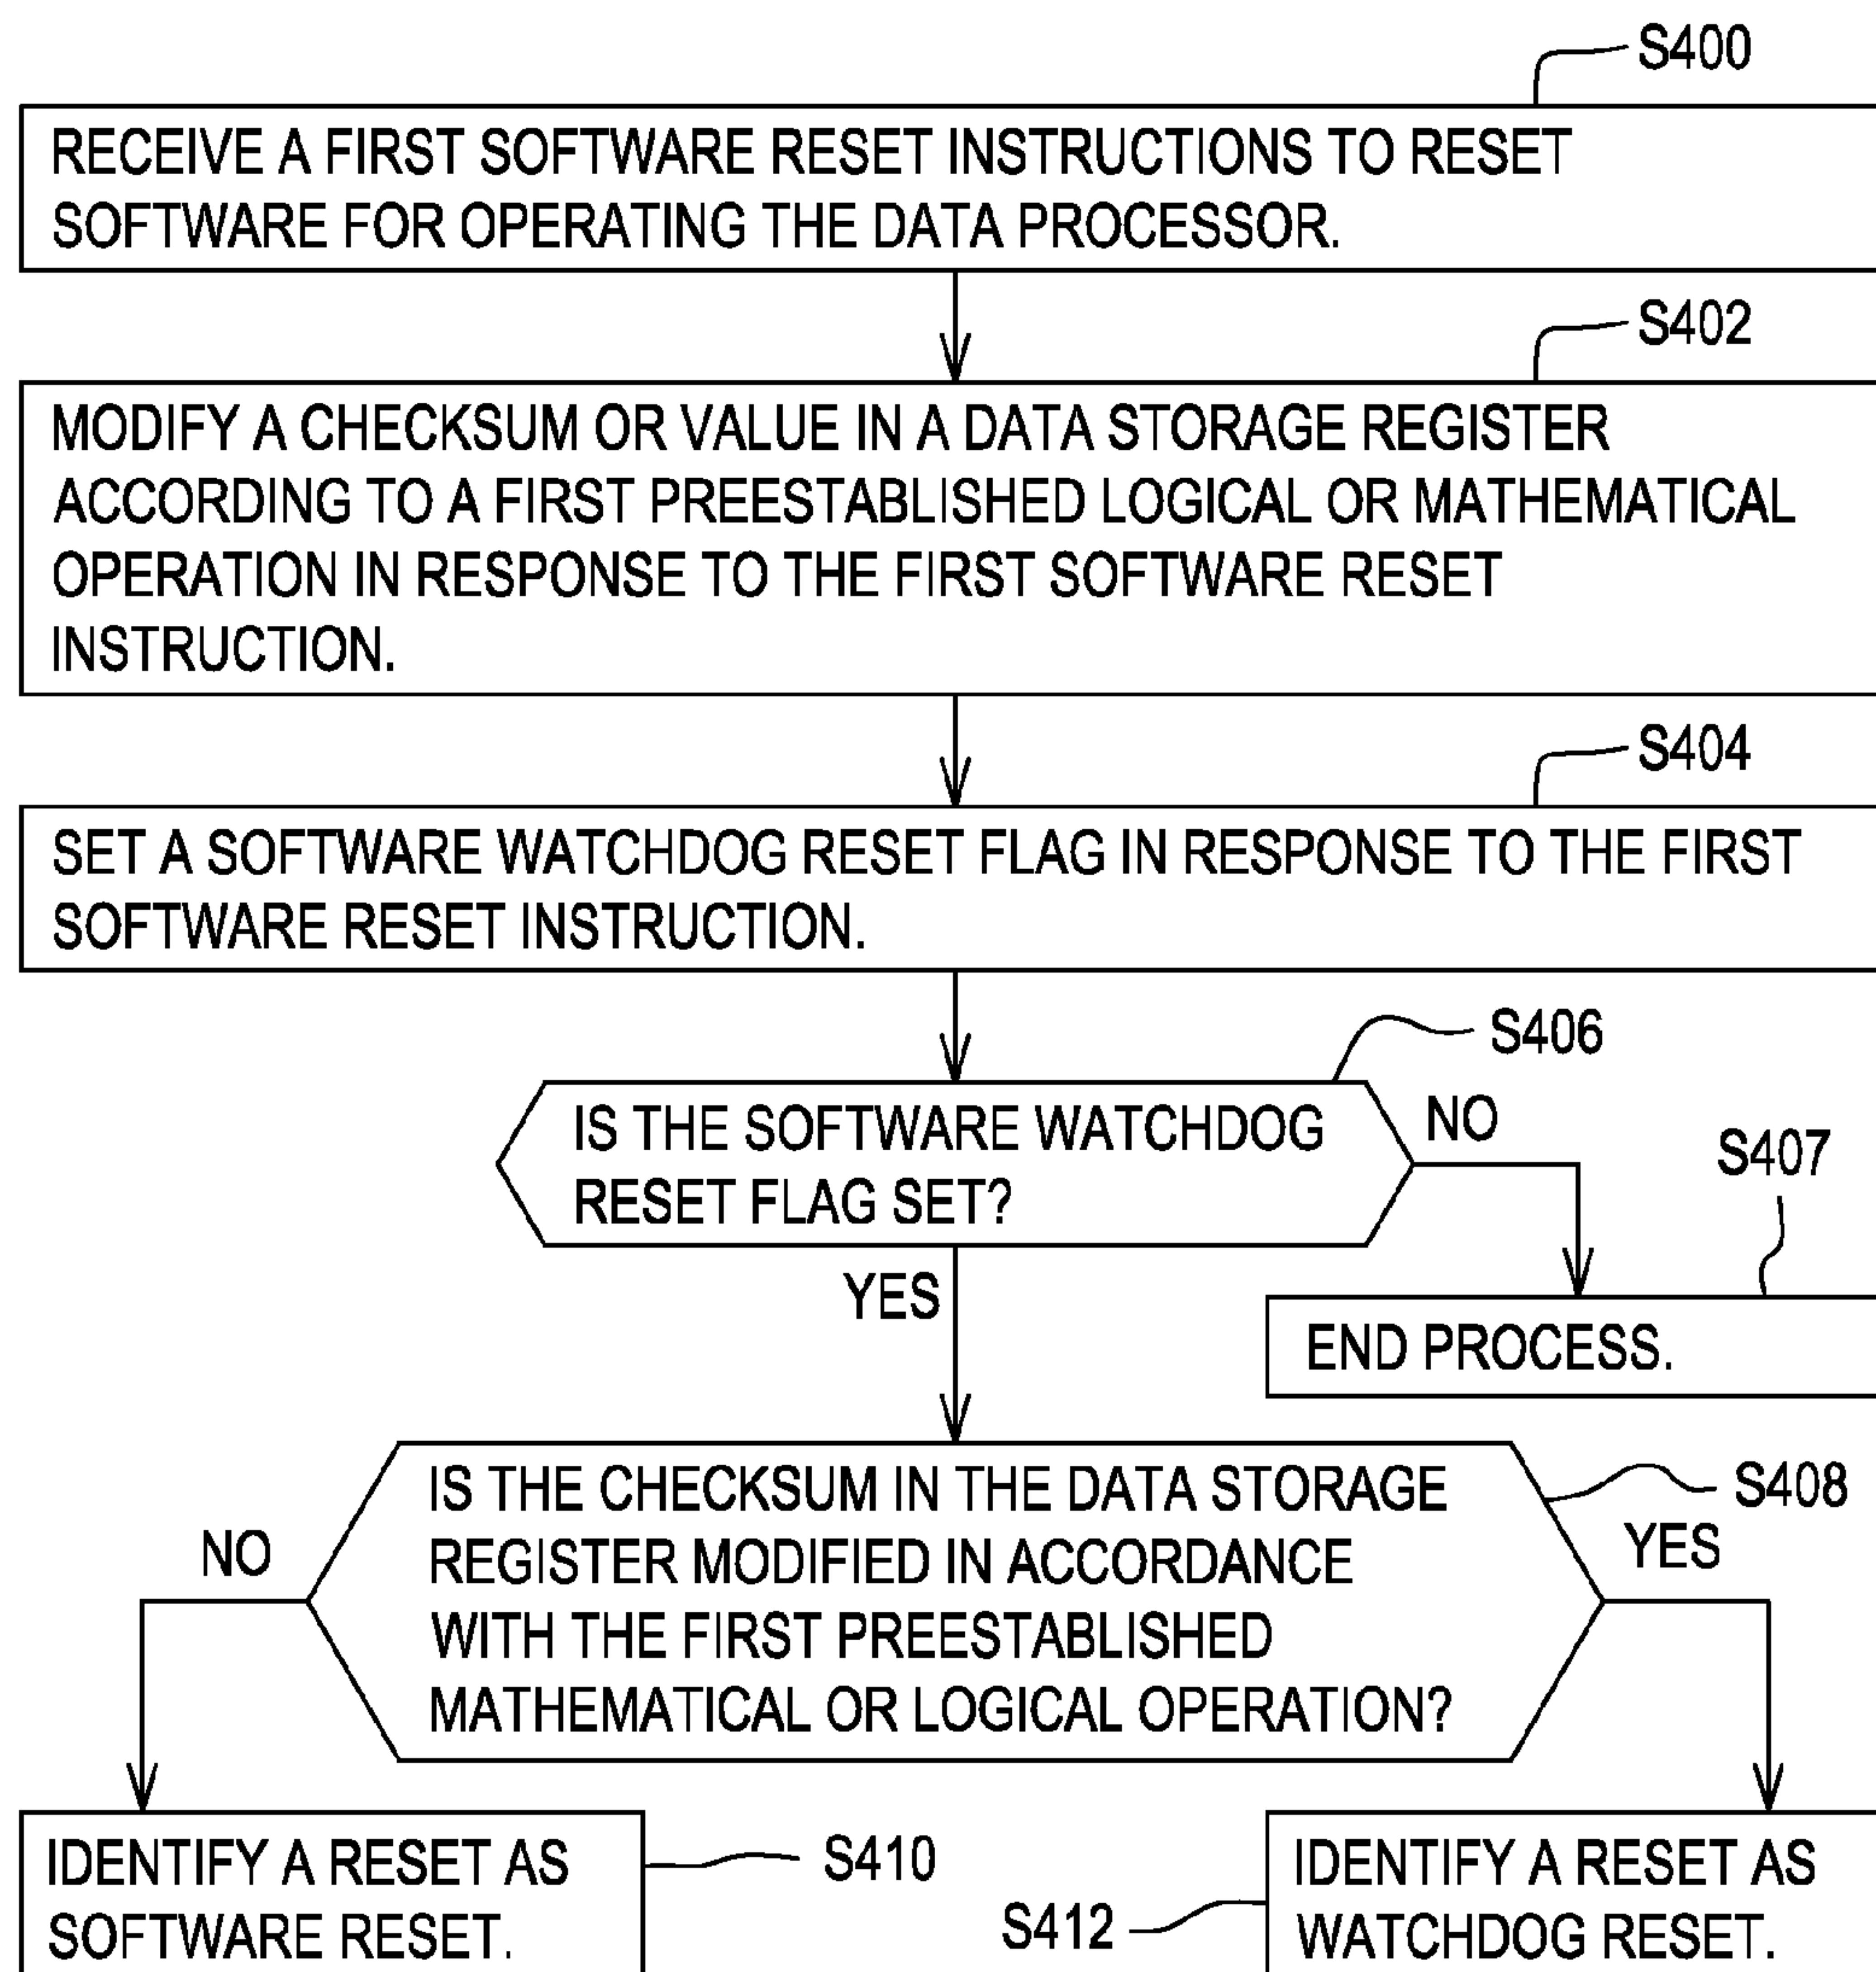 S400
RECEIVE A FIRST SOFTWARE RESET INSTRUCTIONS TO RESET
SOFTWARE FOR OPERATING THE DATA PROCESSOR.
S402
MODIFY A CHECKSUM OR VALUE IN A DATA STORAGE REGISTER
ACCORDING TO A FIRST PREESTABLISHED LOGICAL OR MATHEMATICAL
OPERATION IN RESPONSE TO THE FIRST SOFTWARE RESET
INSTRUCTION.
S404
SET A SOFTWARE WATCHDOG RESET FLAG IN RESPONSE TO THE FIRST
SOFTWARE RESET INSTRUCTION.
S406
IS THE SOFTWARE WATCHDOG
RESET FLAG SET?
NO
S407
YES
END PROCESS.
IS THE CHECKSUM IN THE DATA STORAGE
REGISTER MODIFIED IN ACCORDANCE
WITH THE FIRST PREESTABLISHED
MATHEMATICAL OR LOGICAL OPERATION?
S408
NO
YES
IDENTIFY A RESET AS
SOFTWARE RESET.
S410
S412
IDENTIFY A RESET AS
WATCHDOG RESET.